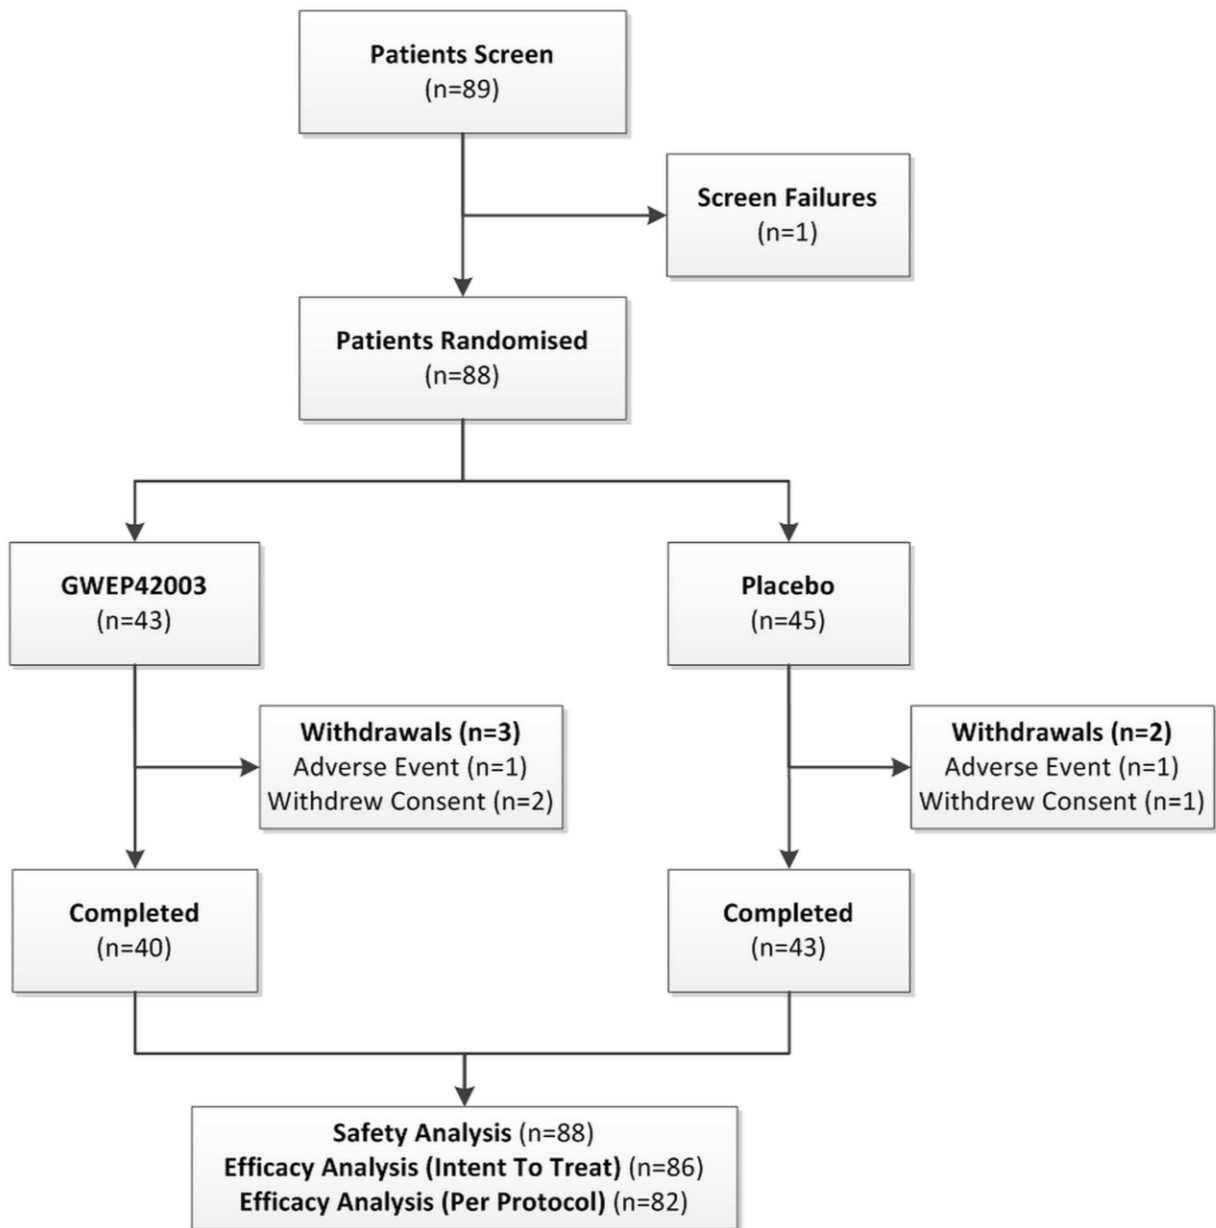 Patients Screen
(n=89)
Screen Failures
(n=1)
Patients Randomised
(n=88)
GWEP42003
(n=43)
Placebo
(n=45)
Withdrawals (n=3)
Adverse Event (n=1)
Withdrew Consent (n=2)
Withdrawals (n=2)
Adverse Event (n=1)
Withdrew Consent (n=1)
Completed
(n=40)
Completed
(n=43)
Safety Analysis (n=88)
Efficacy Analysis (Intent To Treat) (n=86)
Efficacy Analysis (Per Protocol) (n=82)